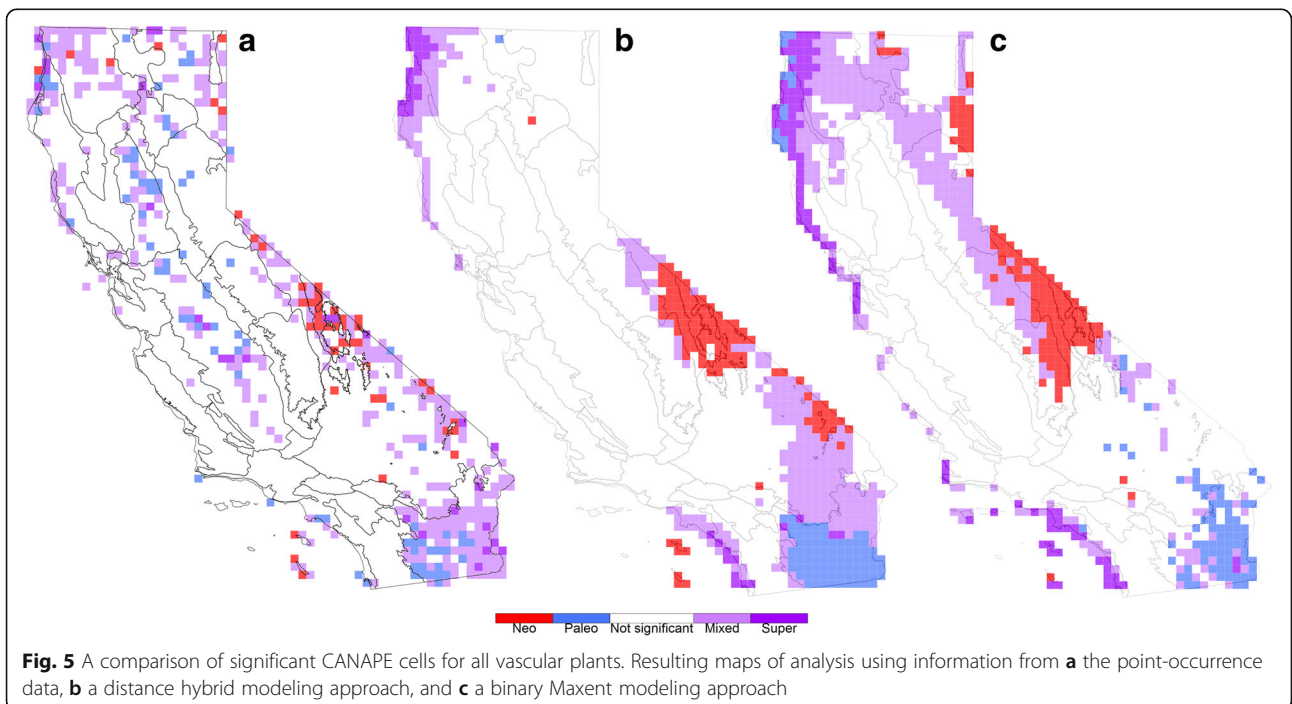 a
b
c
Neo Paleo Not significant Mixed Super
Fig. 5 A comparison of significant CANAPE cells for all vascular plants. Resulting maps of analysis using information from a the point-occurrence
data, b a distance hybrid modeling approach, and c a binary Maxent modeling approach